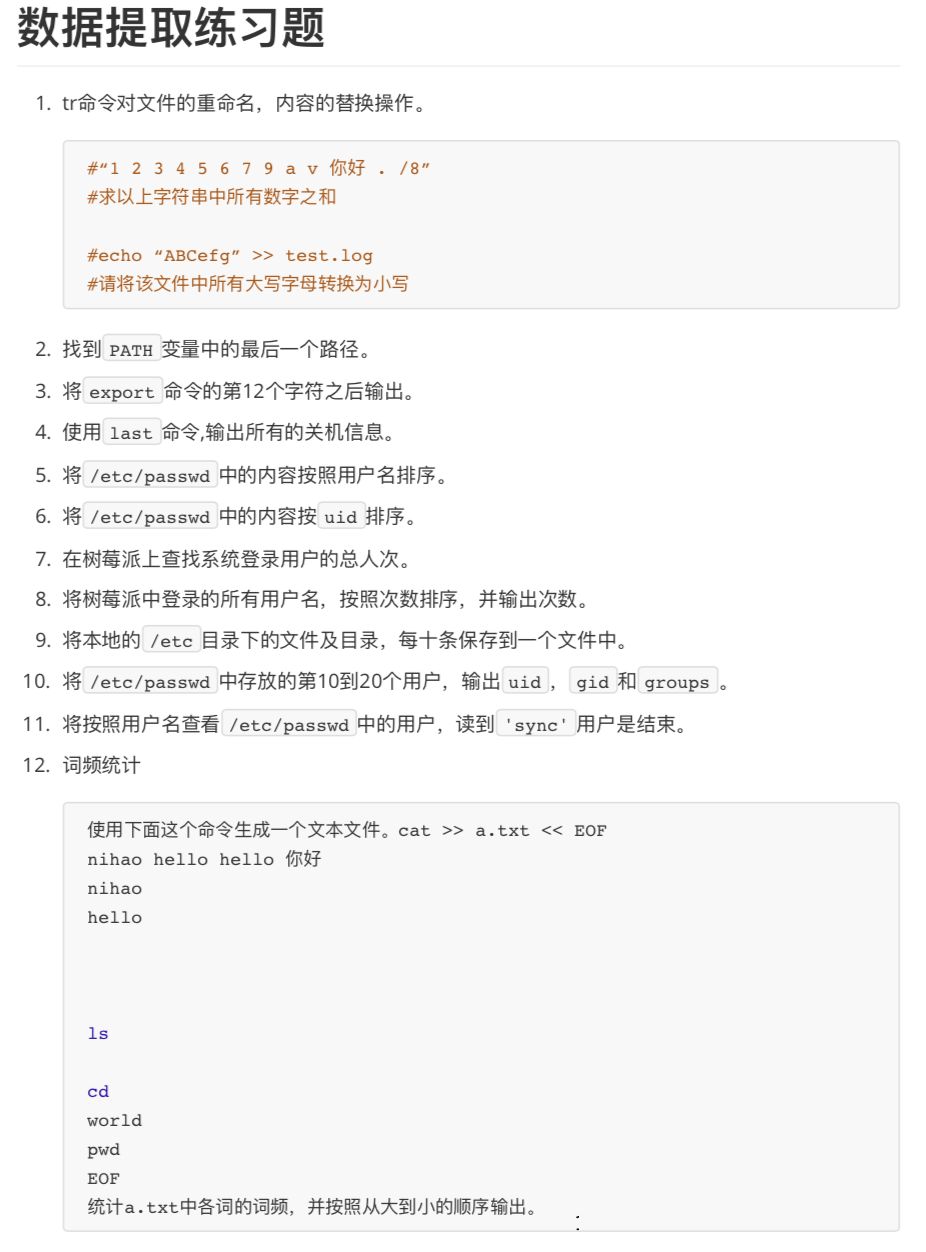 数据提取练习题
1. tr命令对文件的重命名，内容的替换操作。
#“1 2 3 4 5 6 7 9 a v 你好 . /8”
#求以上字符串中所有数字之和
#echo “ABCefg” >> test.log
#请将该文件中所有大写字母转换为小写
2. 找到 PATH 变量中的最后一个路径。
3. 将 export 命令的第12个字符之后输出。
4. 使用 last 命令,输出所有的关机信息。
5. 将 /etc/passwd 中的内容按照用户名排序。
6. 将 /etc/passwd 中的内容按 uid 排序。
7. 在树莓派上查找系统登录用户的总人次。
8. 将树莓派中登录的所有用户名，按照次数排序，并输出次数。
9. 将本地的 /etc 目录下的文件及目录，每十条保存到一个文件中。
10. 将 /etc/passwd 中存放的第10到20个用户，输出 uid ， gid 和 groups 。
11. 将按照用户名查看 /etc/passwd 中的用户，读到 'sync' 用户是结束。
12. 词频统计
使用下面这个命令生成一个文本文件。cat >> a.txt << EOF
nihao hello hello 你好
nihao
hello
ls
cd
world
pwd
EOF
统计a.txt中各词的词频，并按照从大到小的顺序输出。